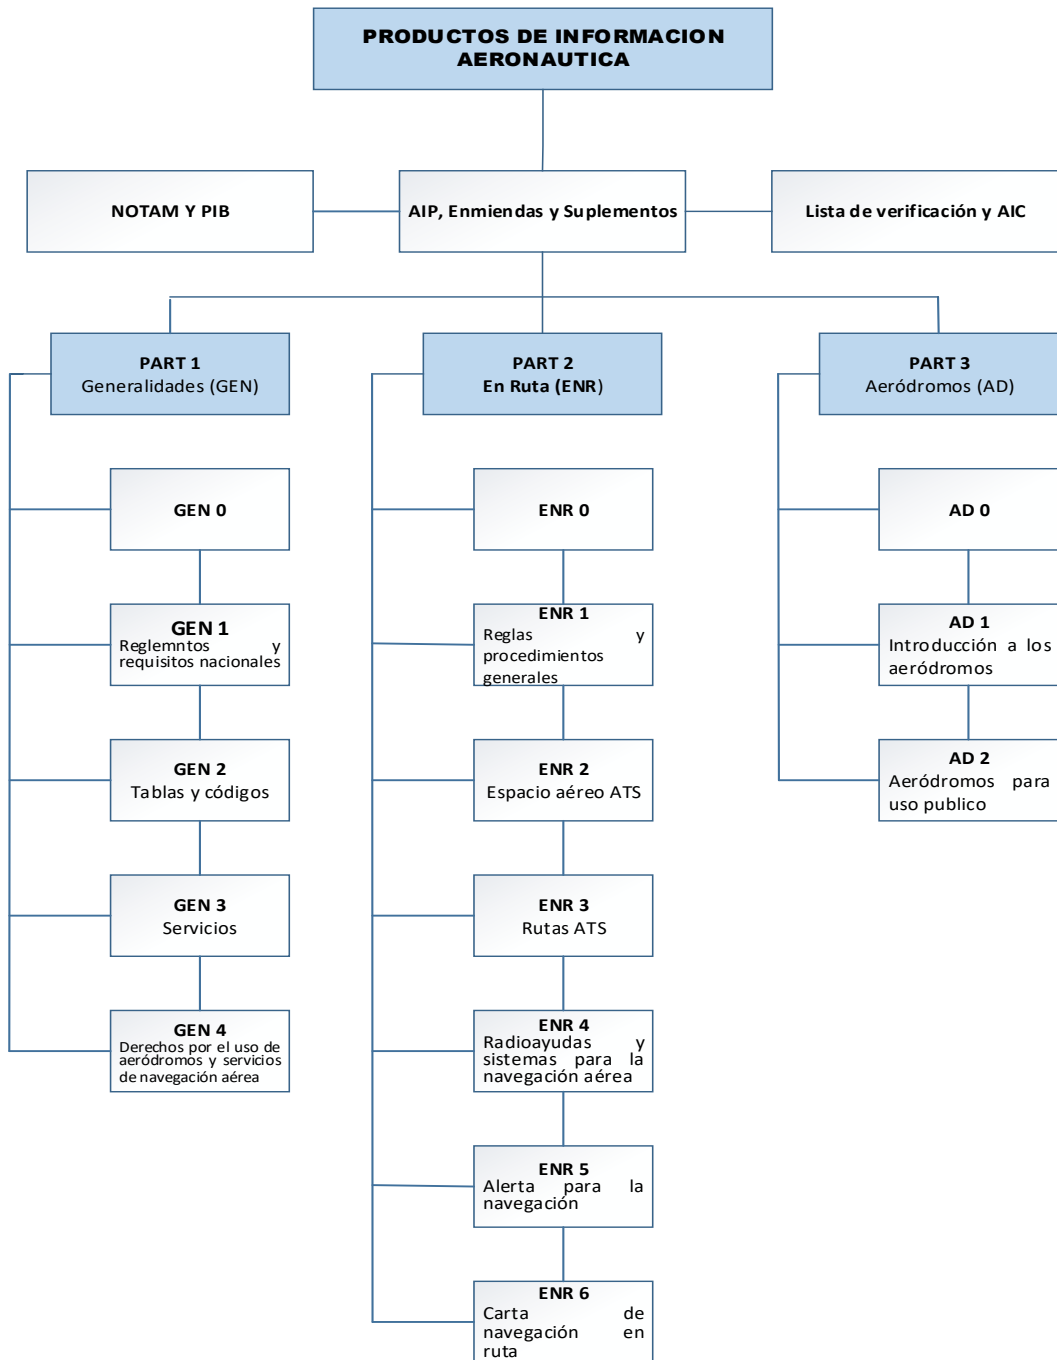 PRODUCTOS DE INFORMACION
AERONAUTICA
NOTAM Y PIB
AIP, Enmiendas y Suplementos
Lista de verificación y AIC
PART 1
Generalidades (GEN)
PART 2
En Ruta (ENR)
PART 3
Aeródromos (AD)
GEN 0
GEN 1
Reglemntos y
requisitos nacionales
GEN 2
Tablas y códigos
GEN 3
Servicios
GEN 4
Derechos por el uso de
aeródromos y servicios
de navegación aérea
ENR 0
ENR 1
Reglas y
procedimientos
generales
ENR 2
Espacio aéreo ATS
ENR 3
Rutas ATS
ENR 4
Radioayudas y
sistemas para la
navegación aérea
ENR 5
Alerta para la
navegación
ENR 6
Carta de
navegación en
ruta
AD 0
AD 1
Introducción a los
aeródromos
AD 2
Aeródromos para
uso publico